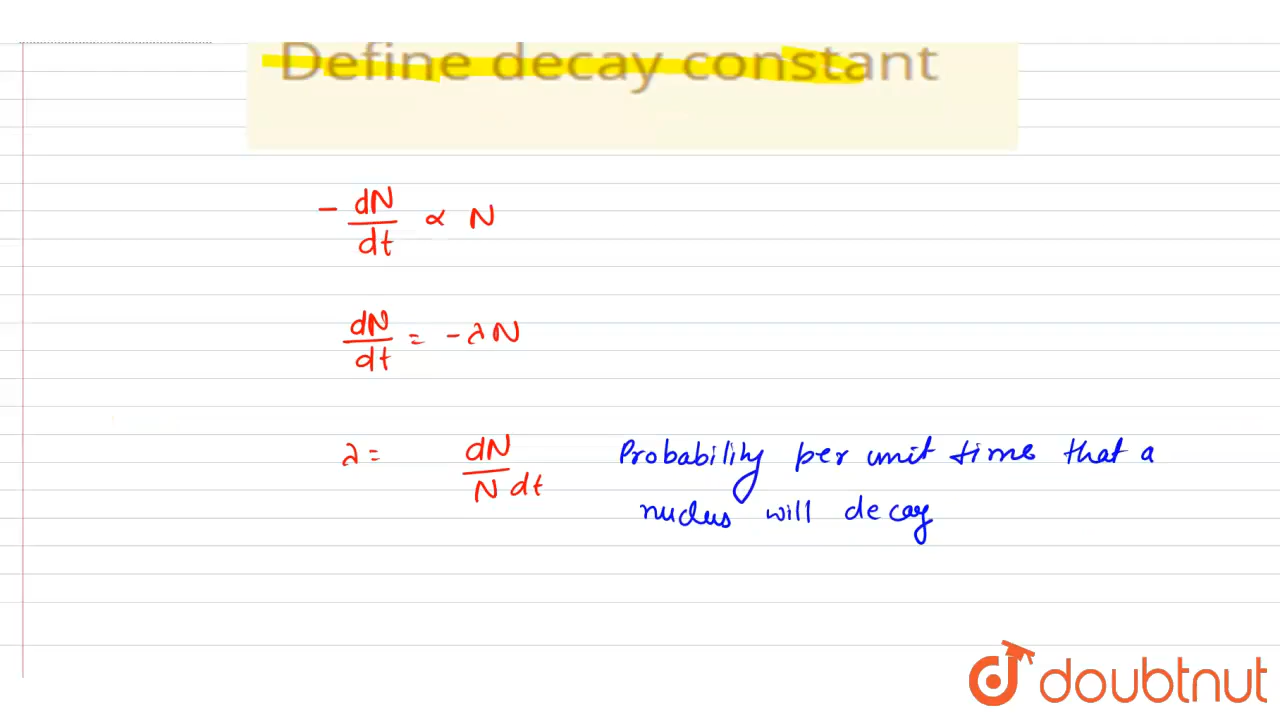 Define decay constant
- dN/dt ∝ N
dN/dt = -λN
λ = dN/N dt
Probability per unit time that a
nucleus will decay
doubtnut